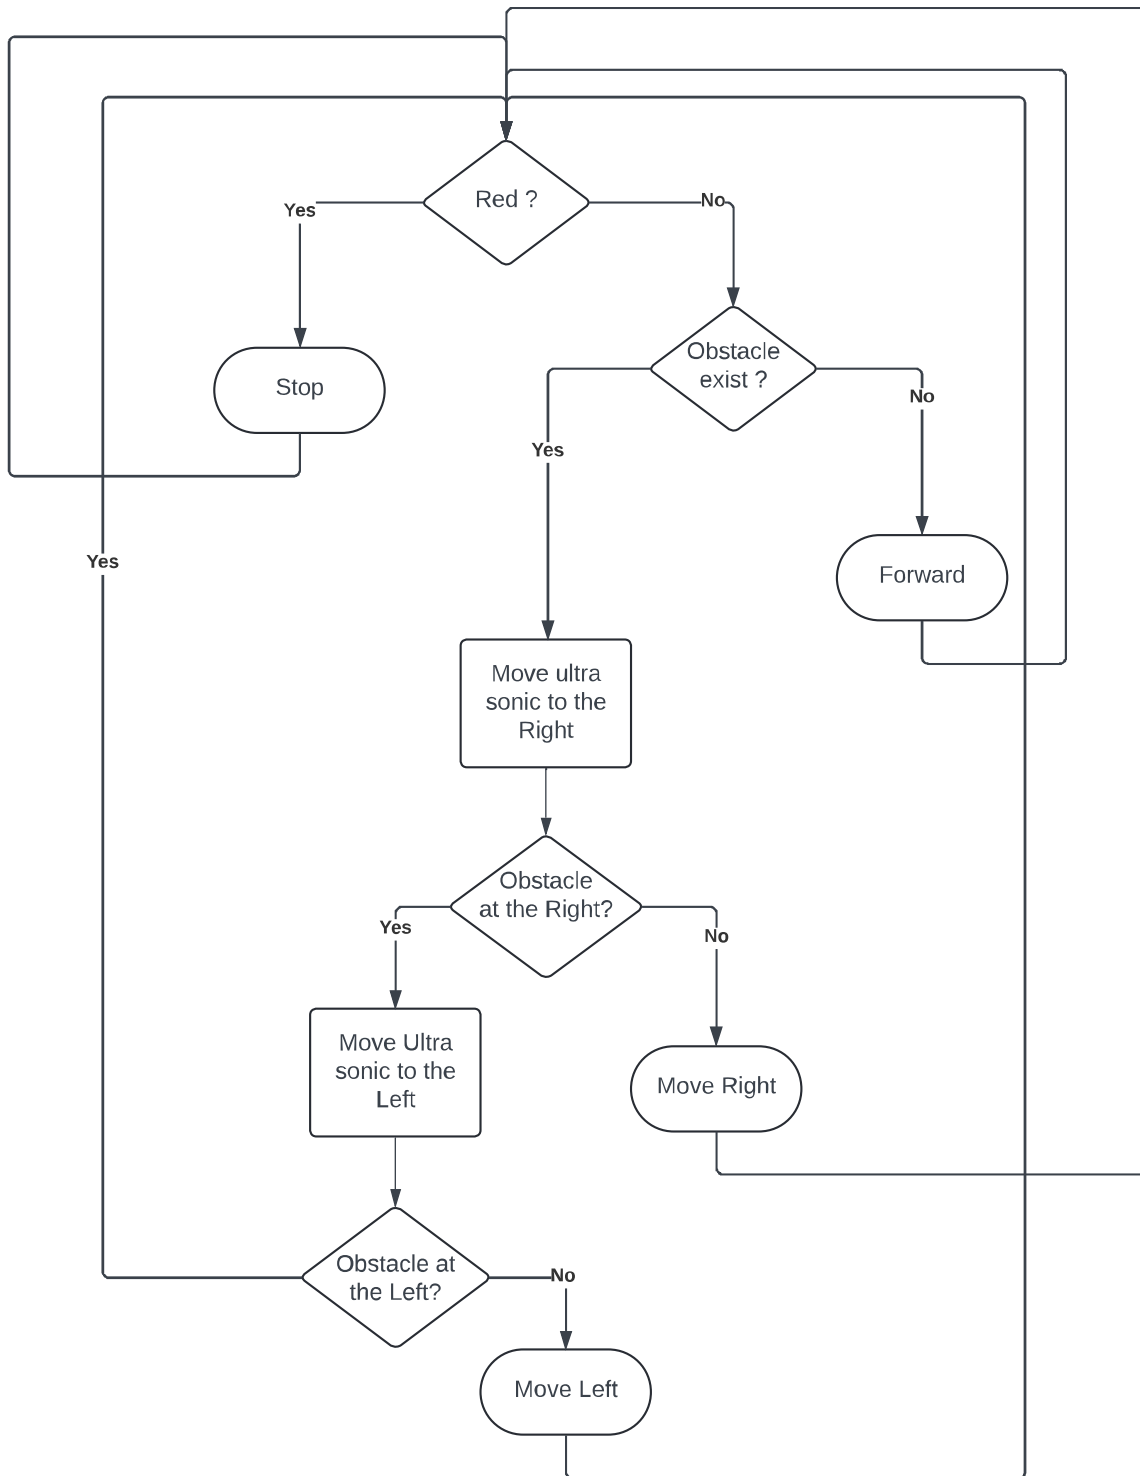 Red ?
Yes
No
Stop
Obstacle
exist ?
No
Yes
Yes
Forward
Move ultra
sonic to the
Right
Obstacle
at the Right?
Yes
No
Move Ultra
sonic to the
Left
Move Right
Obstacle at
the Left?
No
Move Left